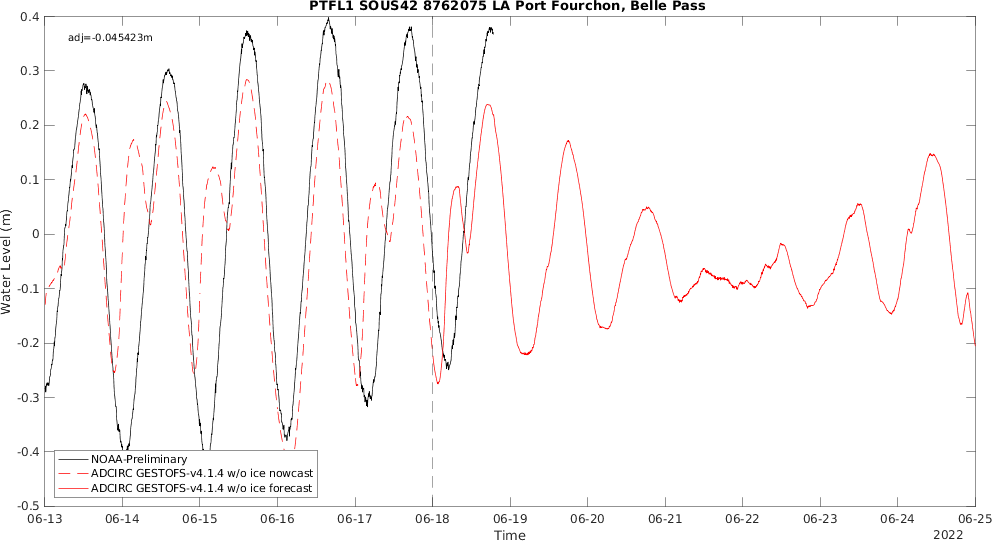 PTFL1 SOUS42 8762075 LA Port Fourchon, Belle Pass
adj=-0.045423m
0.4
0.3
0.2
0.1
0
-0.1
-0.2
-0.3
-0.4
-0.5
Water Level (m)
NOAA-Preliminary
ADCIRC GESTOFS-v4.1.4 w/o ice nowcast
ADCIRC GESTOFS-v4.1.4 w/o ice forecast
06-13 06-14 06-15 06-16 06-17 06-18 06-19 06-20 06-21 06-22 06-23 06-24 06-25
Time
2022